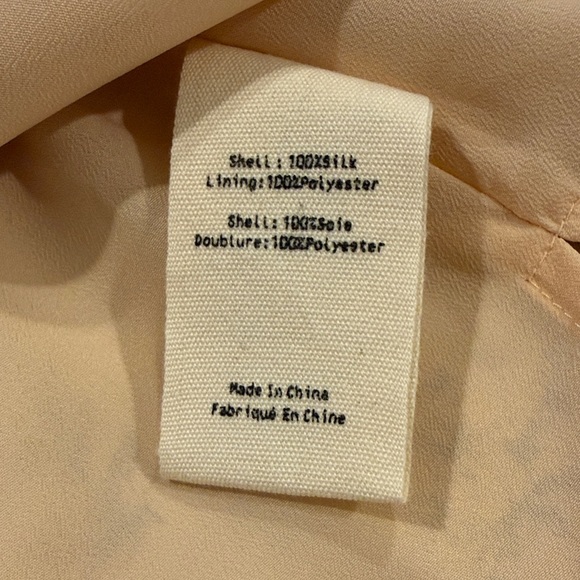 Shell: 100%Silk
Lining:100%Polyester
Shell: 100%Soie
Doublure:100%Polyester
Made In China
Fabriqué En Chine